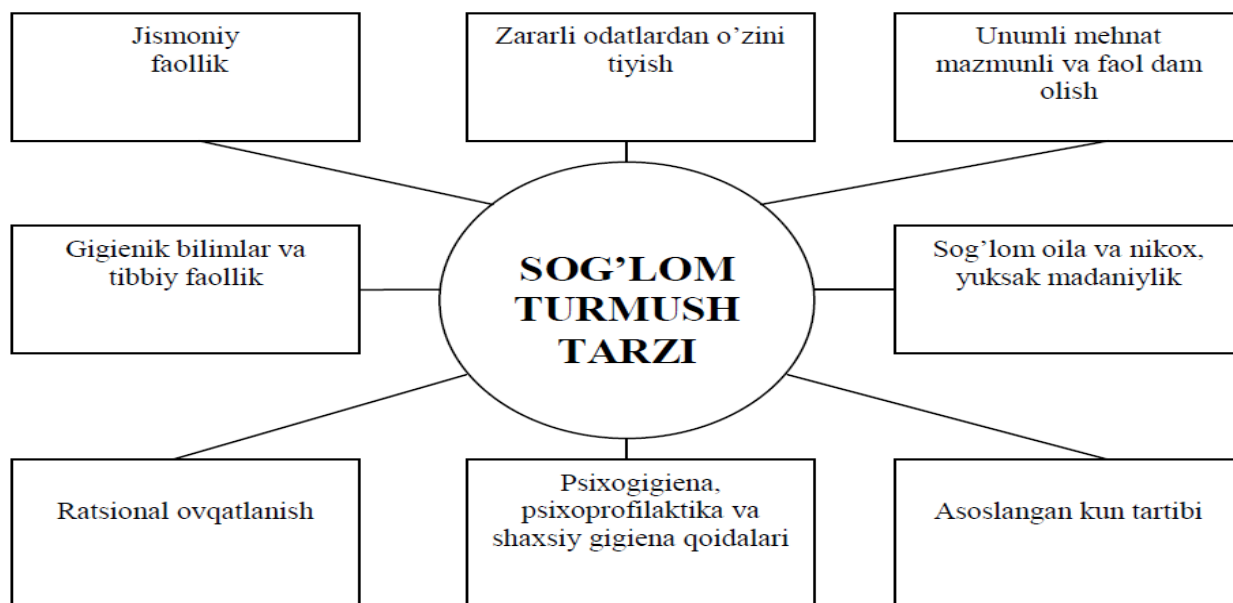 Jismoniy
faollik
Zararli odatlardan o’zini
tiyish
Unumli mehnat
mazmunli va faol dam
olish
Gigienik bilimlar va
tibbiy faollik
SOG’LOM
TURMUSH
TARZI
Sog’lom oila va nikox,
yuksak madaniylik
Ratsional ovqatlanish
Psixogigiena,
psixoprofilaktika va
shaxsiy gigiena qoidalari
Asoslangan kun tartibi